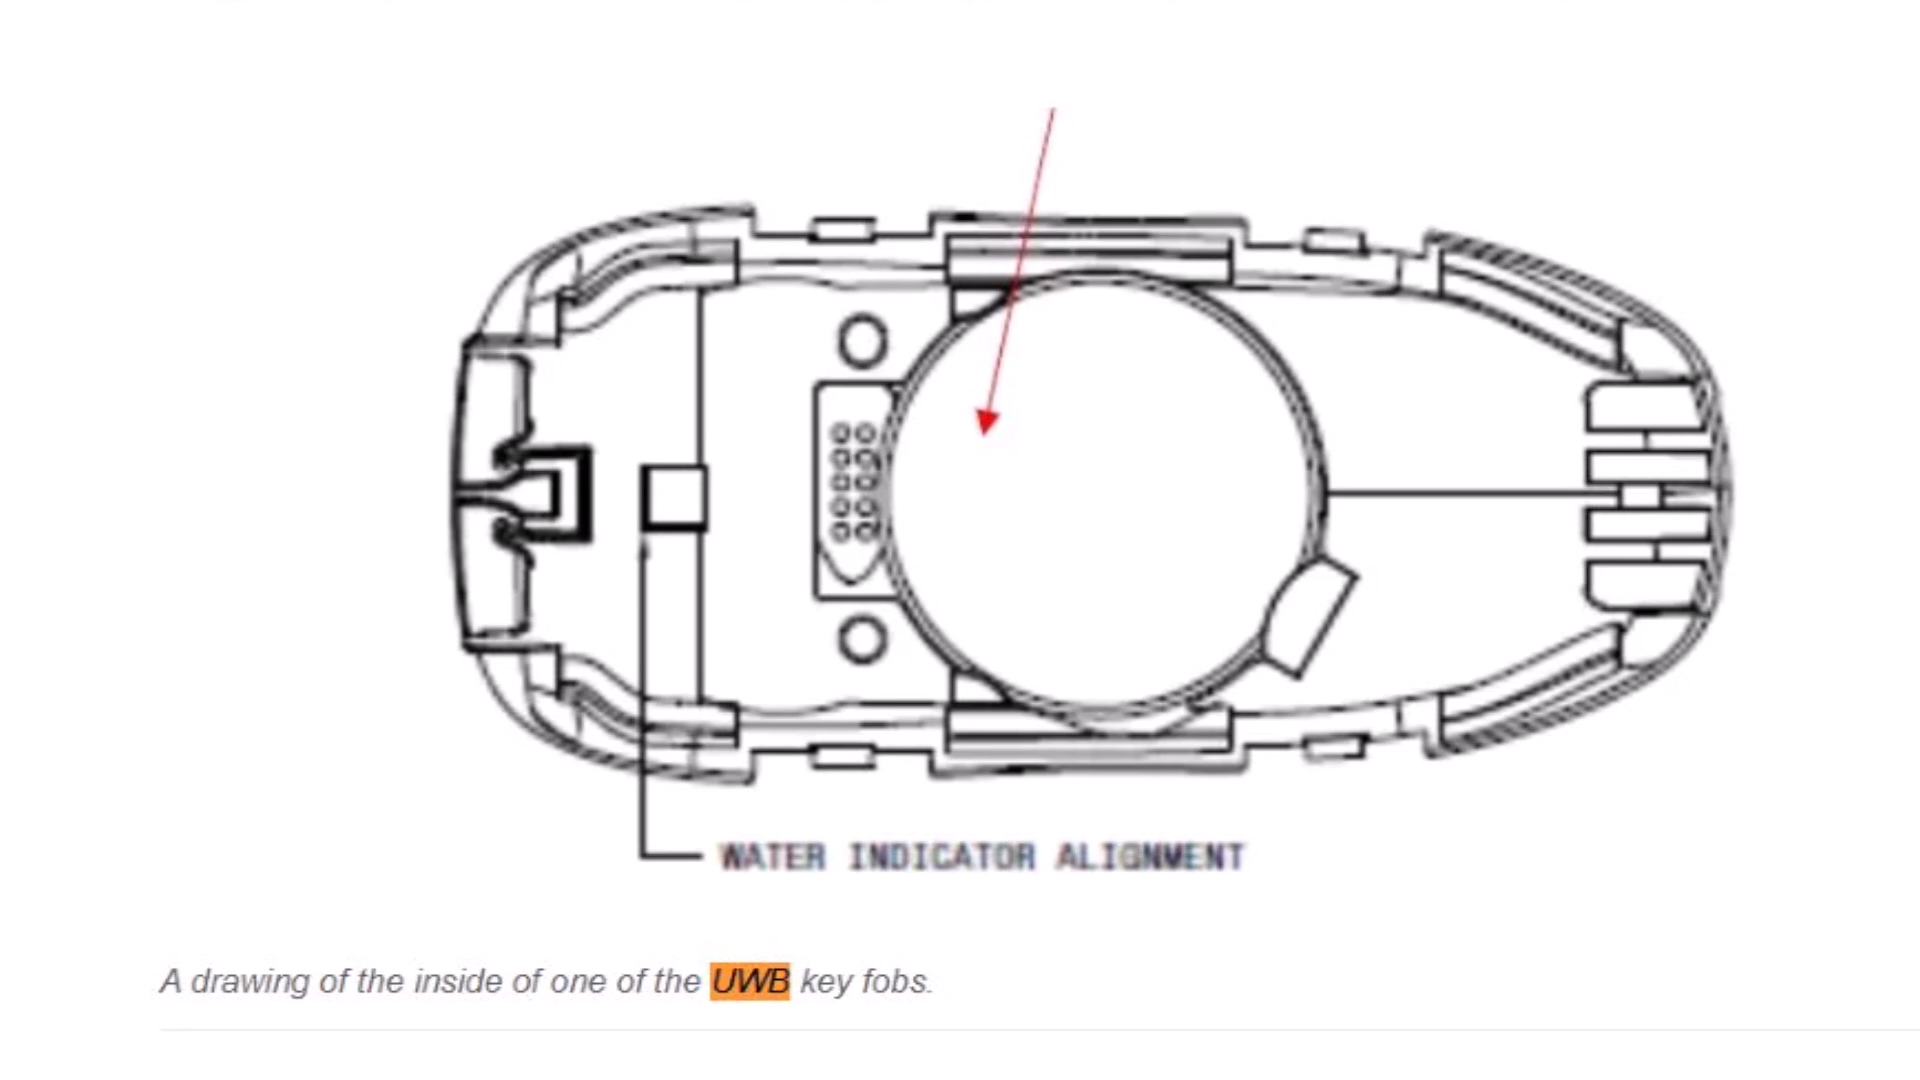 WATER INDICATOR ALIGNMENT
A drawing of the inside of one of the UWB key fobs.